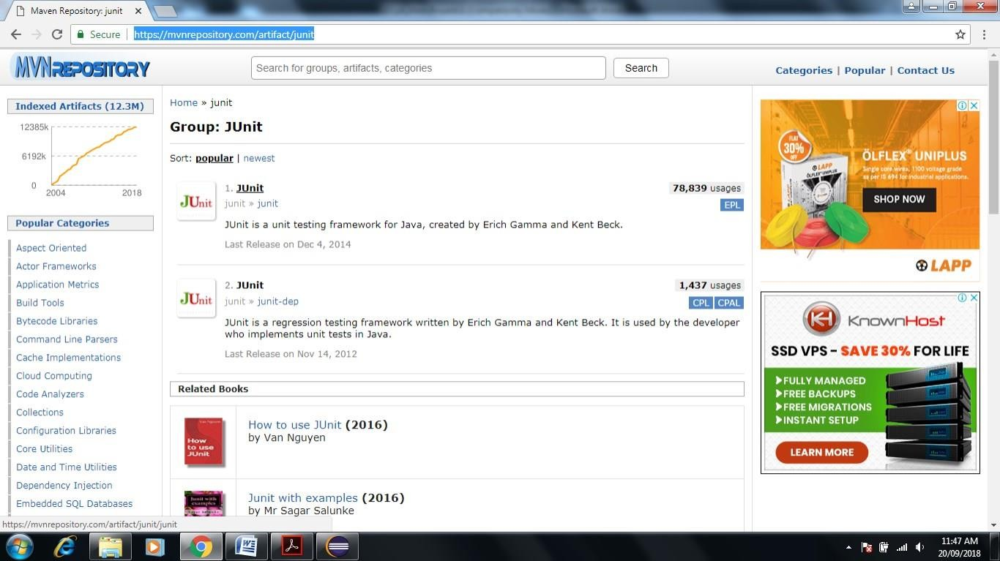 Maven Repository: junit
Secure
https://mvnrepository.com/artifact/junit
MVNREPOSITORY
Search for groups, artifacts, categories
Search
Categories | Popular | Contact Us
Indexed Artifacts (12.3M)
12385k
6192k
0
2004
2018
Popular Categories
Aspect Oriented
Actor Frameworks
Application Metrics
Build Tools
Bytecode Libraries
Command Line Parsers
Cache Implementations
Cloud Computing
Code Analyzers
Collections
Configuration Libraries
Core Utilities
Date and Time Utilities
Dependency Injection
Embedded SQL Databases
Home » junit
Group: JUnit
Sort: popular | newest
JUnit
1. JUnit
78,839 usages
junit » junit
EPL
JUnit is a unit testing framework for Java, created by Erich Gamma and Kent Beck.
Last Release on Dec 4, 2014
JUnit
2. JUnit
1,437 usages
junit » junit-dep
CPL CPAL
JUnit is a regression testing framework written by Erich Gamma and Kent Beck. It is used by the developer
who implements unit tests in Java.
Last Release on Nov 14, 2012
Related Books
Van Nguyen
How
to use
JUnit
How to use JUnit (2016)
by Van Nguyen
Junit with
examples
Junit with examples (2016)
by Mr Sagar Salunke
FLAT
30%
OFF
LAPP
ÖLFLEX® UNIPLUS
ÖLFLEX® UNIPLUS
Single core wires, 1100 voltage grade
as per IS 694 for industrial applications.
SHOP NOW
LAPP
KH KNOWNHOST
SSD VPS - SAVE 30% FOR LIFE
FULLY MANAGED
FREE BACKUPS
FREE MIGRATIONS
INSTANT SETUP
LEARN MORE
https://mvnrepository.com/artifact/junit/junit
11:47 AM
20/09/2018